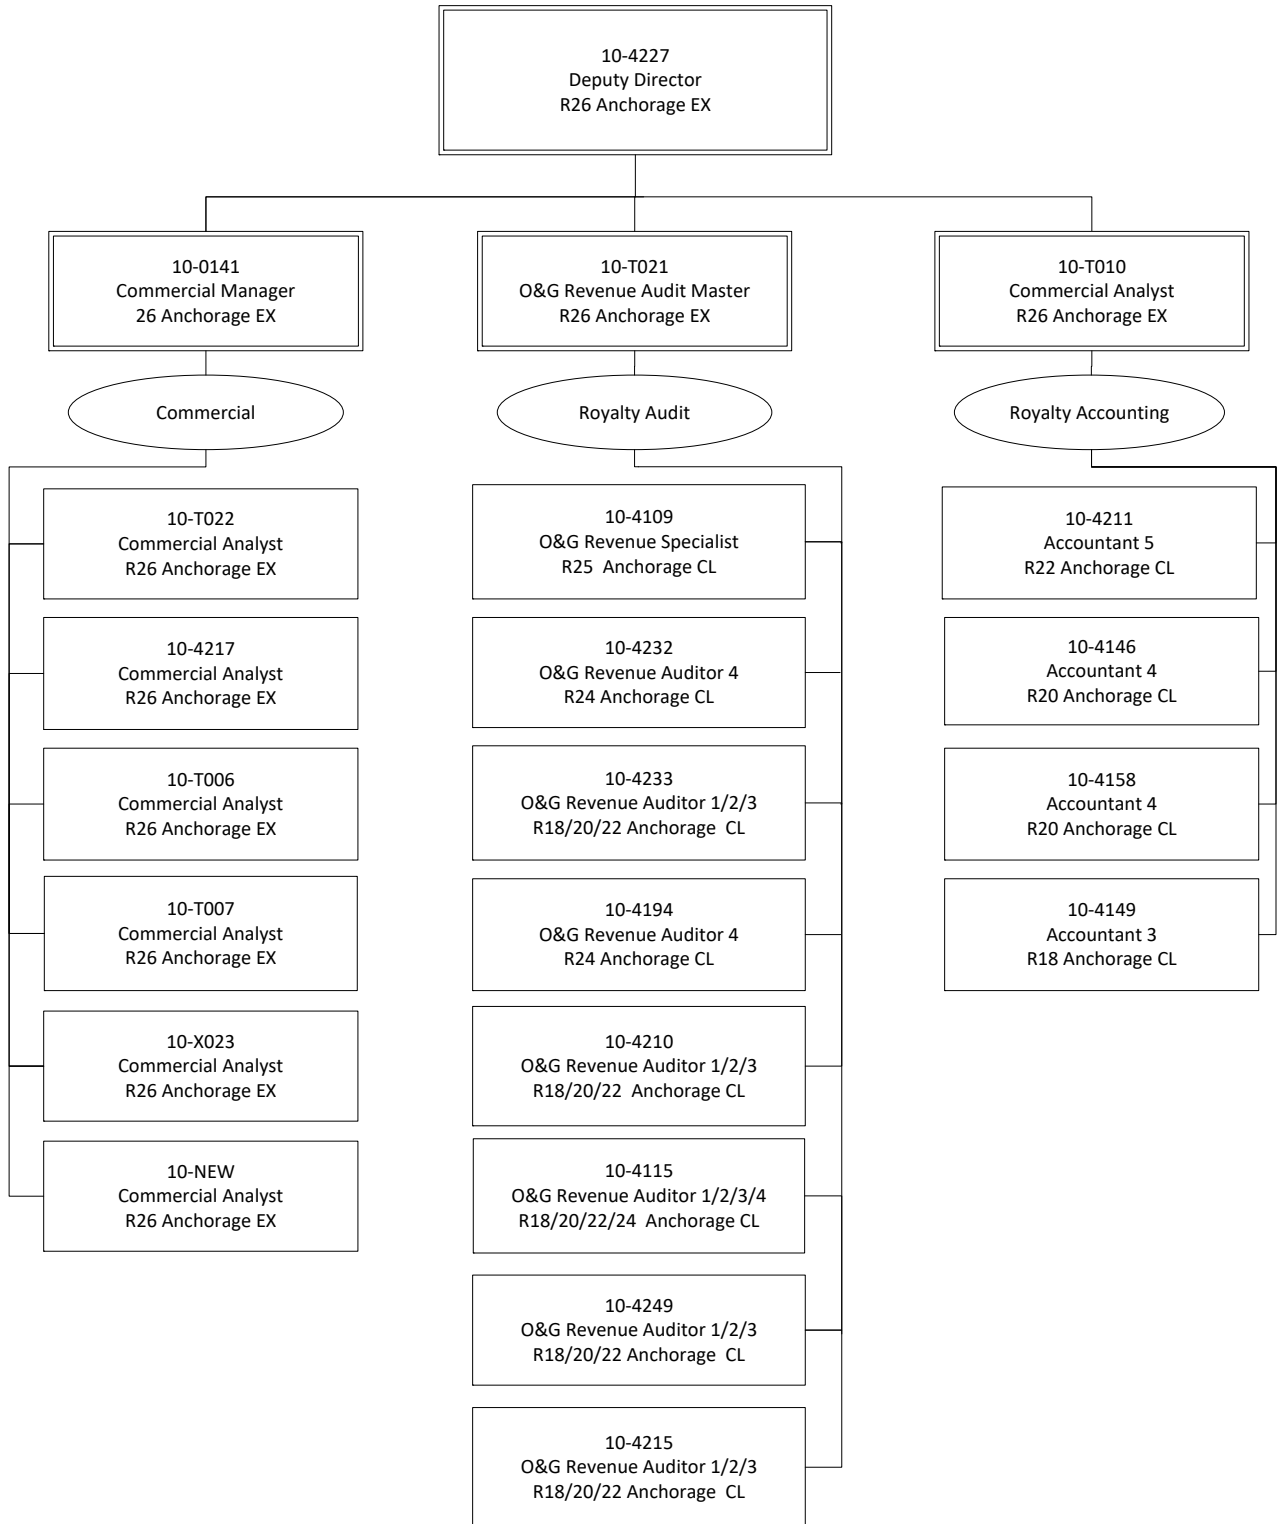 10-4227
Deputy Director
R26 Anchorage EX
10-0141
Commercial Manager
26 Anchorage EX
10-T021
O&G Revenue Audit Master
R26 Anchorage EX
10-T010
Commercial Analyst
R26 Anchorage EX
Commercial
Royalty Audit
Royalty Accounting
10-T022
Commercial Analyst
R26 Anchorage EX
10-4217
Commercial Analyst
R26 Anchorage EX
10-T006
Commercial Analyst
R26 Anchorage EX
10-T007
Commercial Analyst
R26 Anchorage EX
10-X023
Commercial Analyst
R26 Anchorage EX
10-NEW
Commercial Analyst
R26 Anchorage EX
10-4109
O&G Revenue Specialist
R25  Anchorage CL
10-4232
O&G Revenue Auditor 4
R24 Anchorage CL
10-4233
O&G Revenue Auditor 1/2/3
R18/20/22 Anchorage  CL
10-4194
O&G Revenue Auditor 4
R24 Anchorage CL
10-4210
O&G Revenue Auditor 1/2/3
R18/20/22  Anchorage CL
10-4115
O&G Revenue Auditor 1/2/3/4
R18/20/22/24  Anchorage CL
10-4249
O&G Revenue Auditor 1/2/3
R18/20/22 Anchorage  CL
10-4215
O&G Revenue Auditor 1/2/3
R18/20/22 Anchorage  CL
10-4211
Accountant 5
R22 Anchorage CL
10-4146
Accountant 4
R20 Anchorage CL
10-4158
Accountant 4
R20 Anchorage CL
10-4149
Accountant 3
R18 Anchorage CL